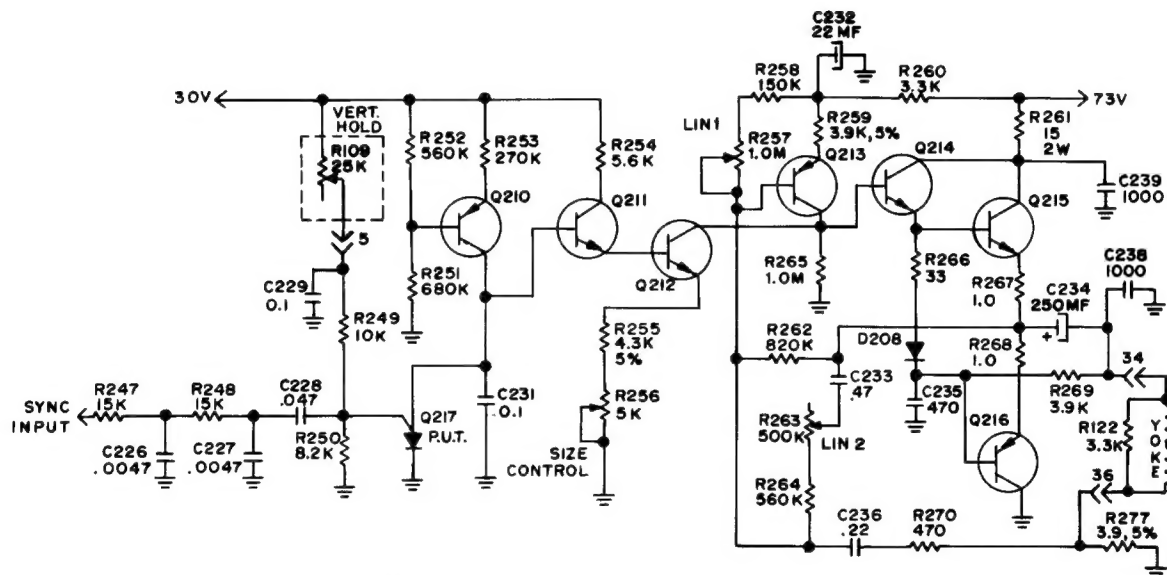 C232
22 MF
30V
VERT.
HOLD
R109
25K
5
R252
560K
R253
270K
R254
5.6K
Q210
Q211
Q212
R251
680K
C229
0.1
R249
10K
R247
15K
R248
15K
C228
.047
SYNC
INPUT
C226
.0047
C227
.0047
R250
8.2K
Q217
P.U.T.
C231
0.1
R255
4.3K
5%
R256
5K
SIZE
CONTROL
R258
150K
R260
3.3K
73V
LIN1
R257
1.0M
R259
3.9K, 5%
Q213
Q214
R261
15
2W
Q215
C239
1000
R265
1.0M
R266
33
R267
1.0
C238
1000
C234
250MF
+
R262
820K
D208
R268
1.0
C233
.47
C235
470
R269
3.9K
34
R263
500K
LIN 2
Q216
R122
3.3K
YOKE
36
R264
560K
C236
.22
R270
470
R277
3.9, 5%